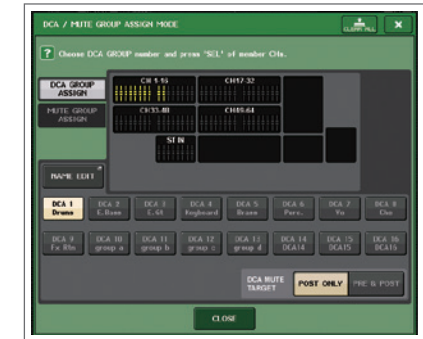 DCA / MUTE GROUP ASSIGN MODE
CLEAR ALL
? Choose DCA GROUP number and press "SEL" of member Chs.
DCA GROUP ASSIGN
CH 1-16
CH17-32
MUTE GROUP ASSIGN
CH33-48
CH49-64
ST IN
NAME EDIT
DCA 1 Drums
DCA 2 E.Bass
DCA 3 E.Gt
DCA 4 Keyboard
DCA 5 Brass
DCA 6 Perc.
DCA 7 Vo
DCA 8 Cho
DCA 9 Fx Rtn
DCA 10 group a
DCA 11 group b
DCA 12 group c
DCA 13 group d
DCA 14 DCA14
DCA 15 DCA15
DCA 16 DCA16
DCA MUTE TARGET
POST ONLY
PRE & POST
CLOSE